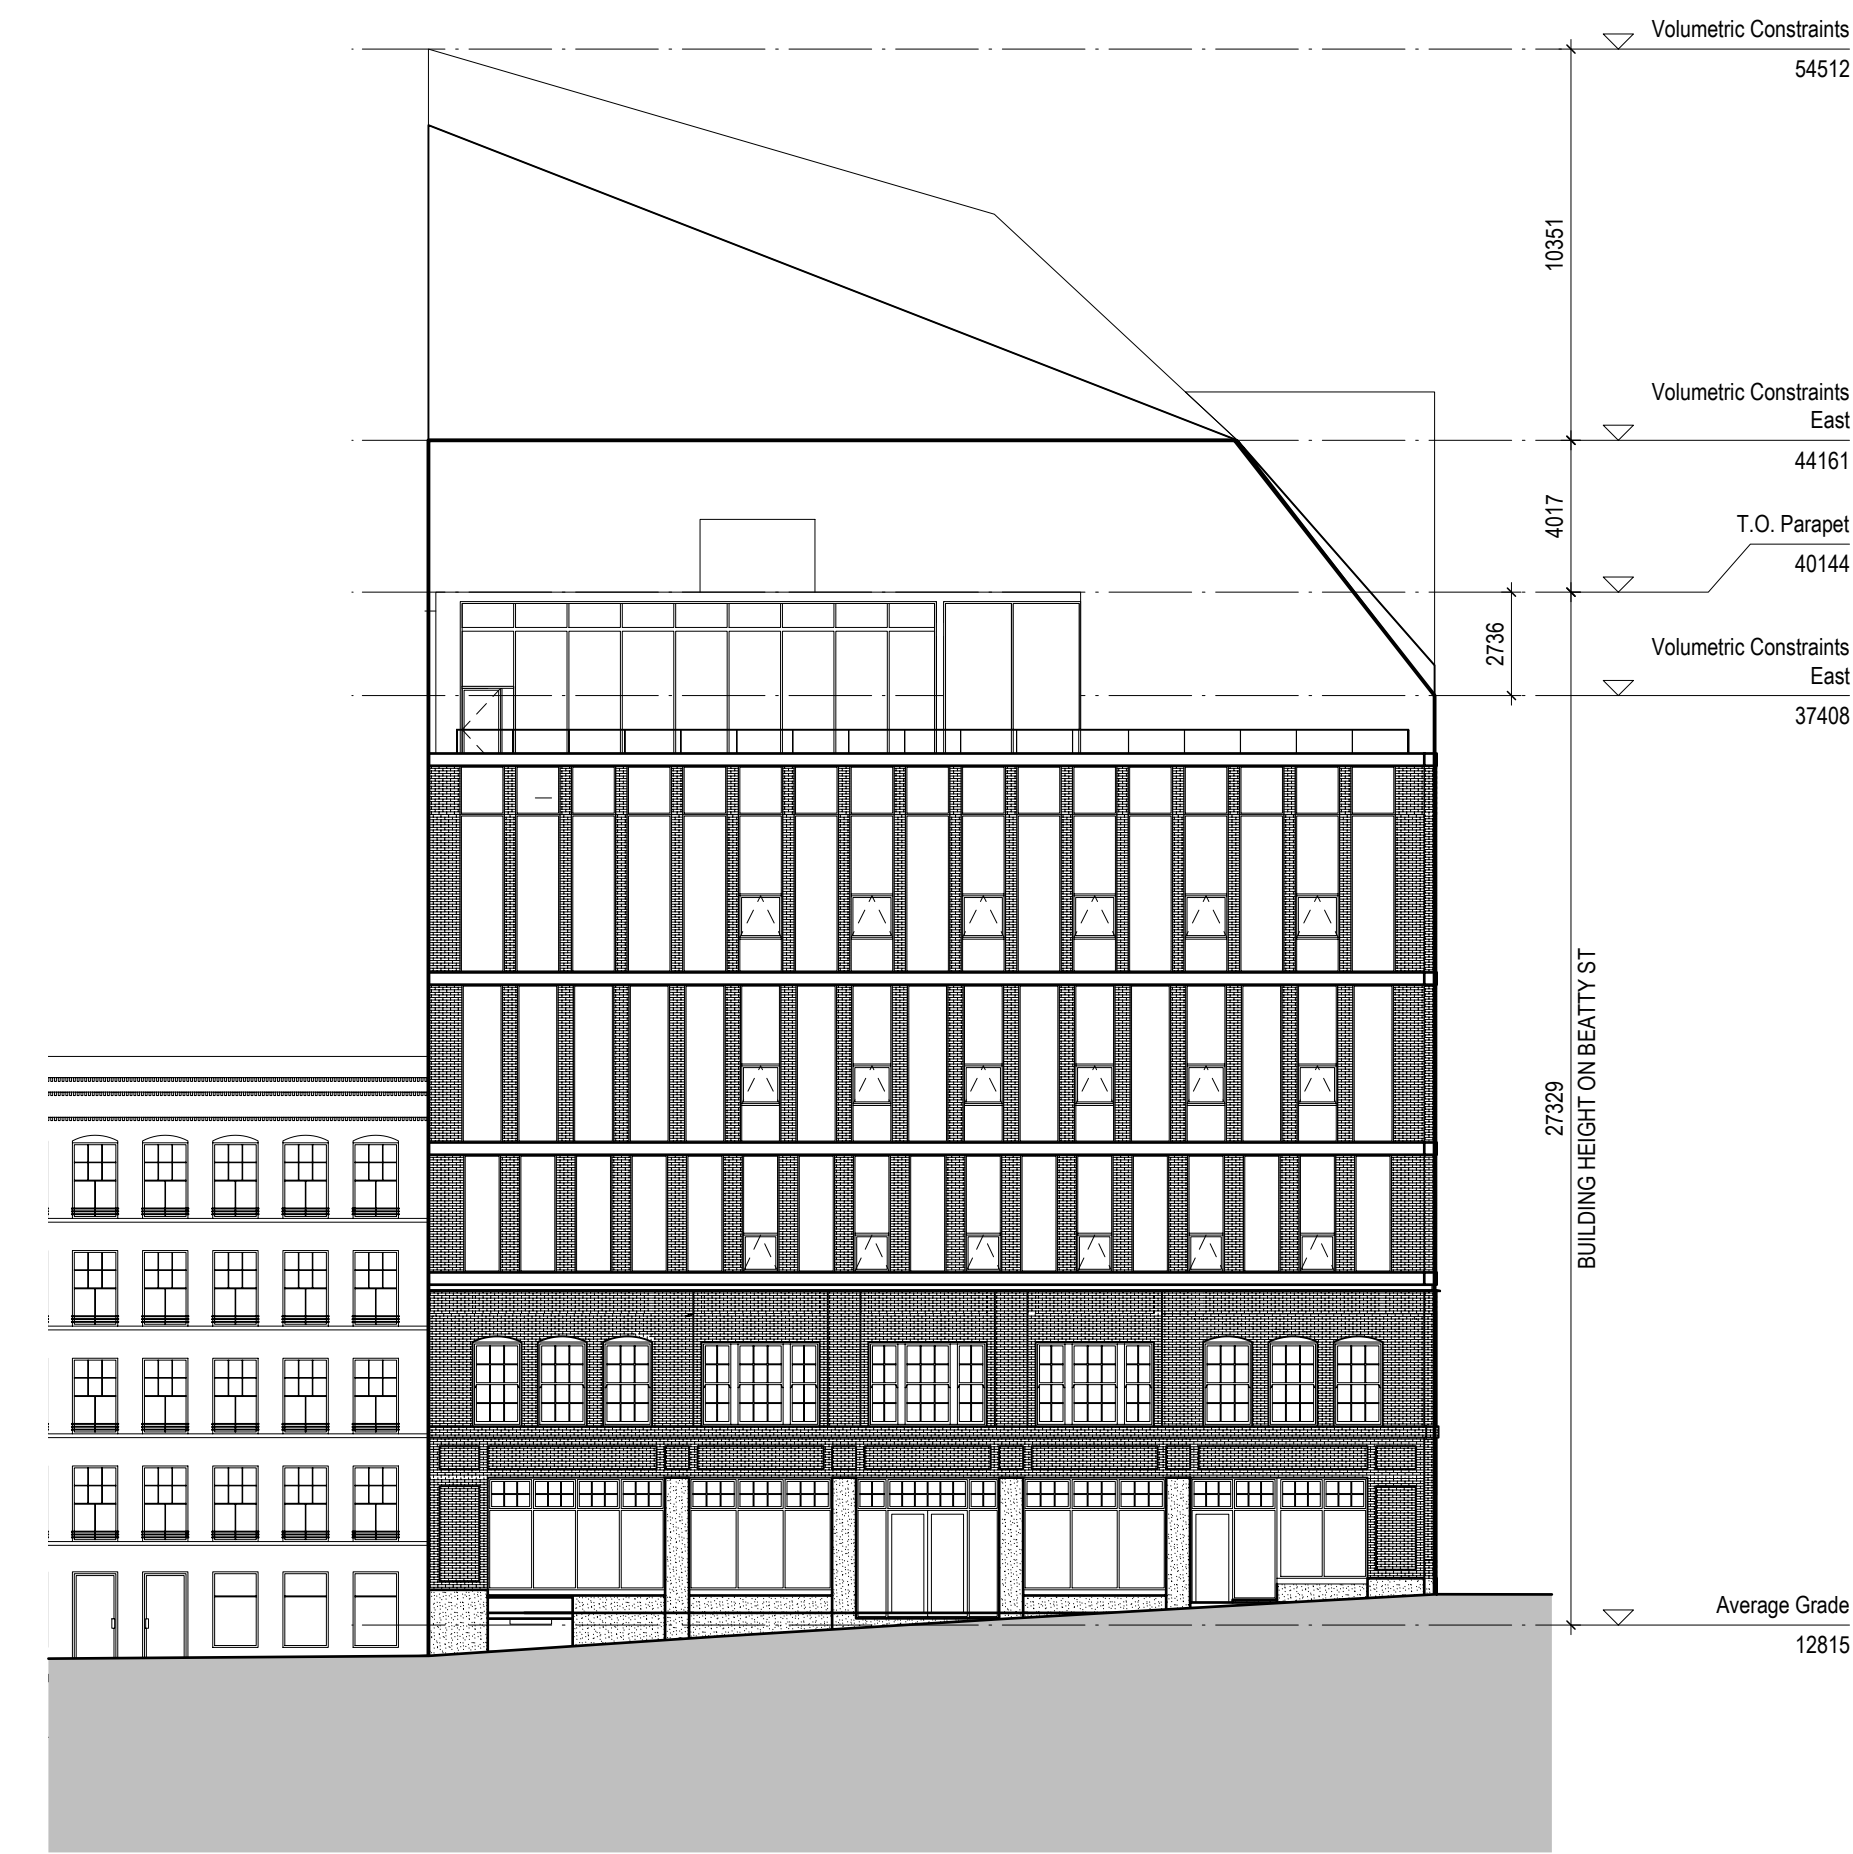 Volumetric Constraints
54512
10351
Volumetric Constraints
East
44161
4017
T.O. Parapet
40144
2736
Volumetric Constraints
East
37408
27329
BUILDING HEIGHT ON BEATTY ST
Average Grade
12815